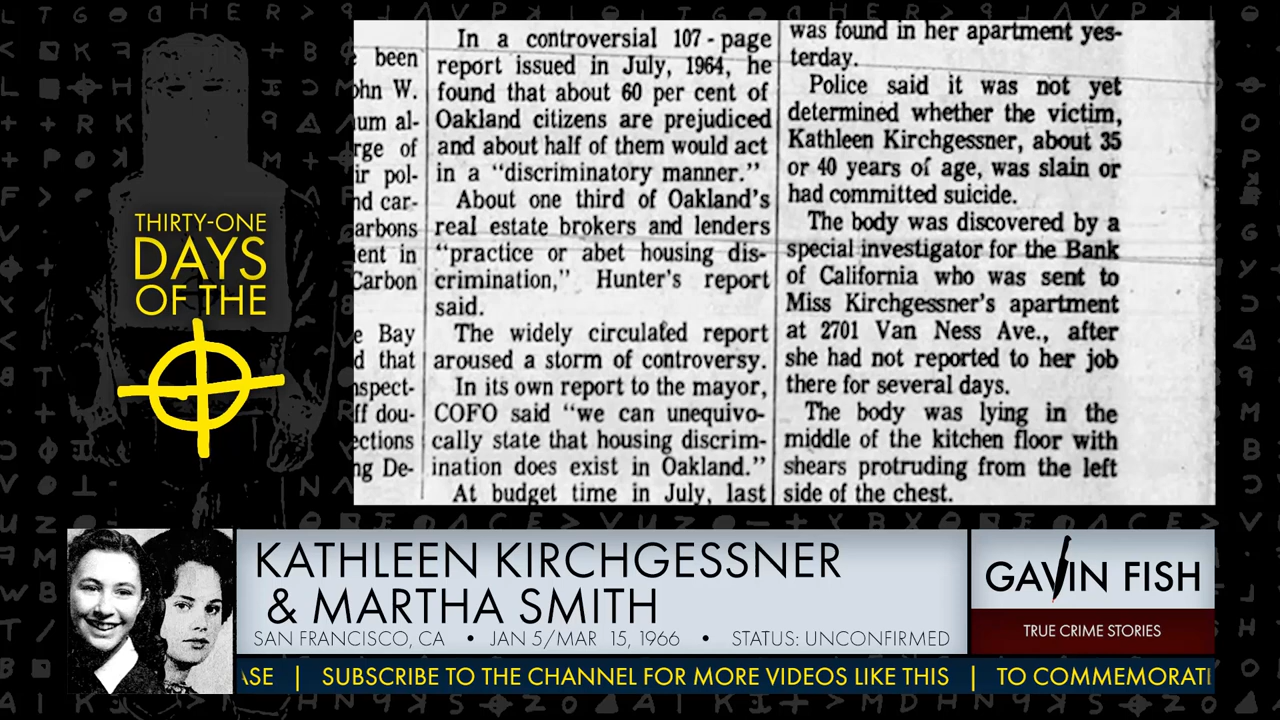 THIRTY-ONE
DAYS
OF THE
been
ohn W.
um al-
rge of
ir pol-
nd car-
arbons
ent in
Carbon
e Bay
d that
nspect-
ff dou-
ections
ng De-
In a controversial 107-page
report issued in July, 1964, he
found that about 60 per cent of
Oakland citizens are prejudiced
and about half of them would act
in a "discriminatory manner."
About one third of Oakland's
real estate brokers and lenders
"practice or abet housing dis-
crimination," Hunter's report
said.
The widely circulated report
aroused a storm of controversy.
In its own report to the mayor,
COFO said "we can unequivo-
cally state that housing discrim-
ination does exist in Oakland."
At budget time in July, last
was found in her apartment yes-
terday.
Police said it was not yet
determined whether the victim,
Kathleen Kirchgessner, about 35
or 40 years of age, was slain or
had committed suicide.
The body was discovered by a
special investigator for the Bank
of California who was sent to
Miss Kirchgessner's apartment
at 2701 Van Ness Ave., after
she had not reported to her job
there for several days.
The body was lying in the
middle of the kitchen floor with
shears protruding from the left
side of the chest.
KATHLEEN KIRCHGESSNER
& MARTHA SMITH
SAN FRANCISCO, CA • JAN 5/MAR 15, 1966 • STATUS: UNCONFIRMED
GAVIN FISH
TRUE CRIME STORIES
ASE | SUBSCRIBE TO THE CHANNEL FOR MORE VIDEOS LIKE THIS | TO COMMEMORATI